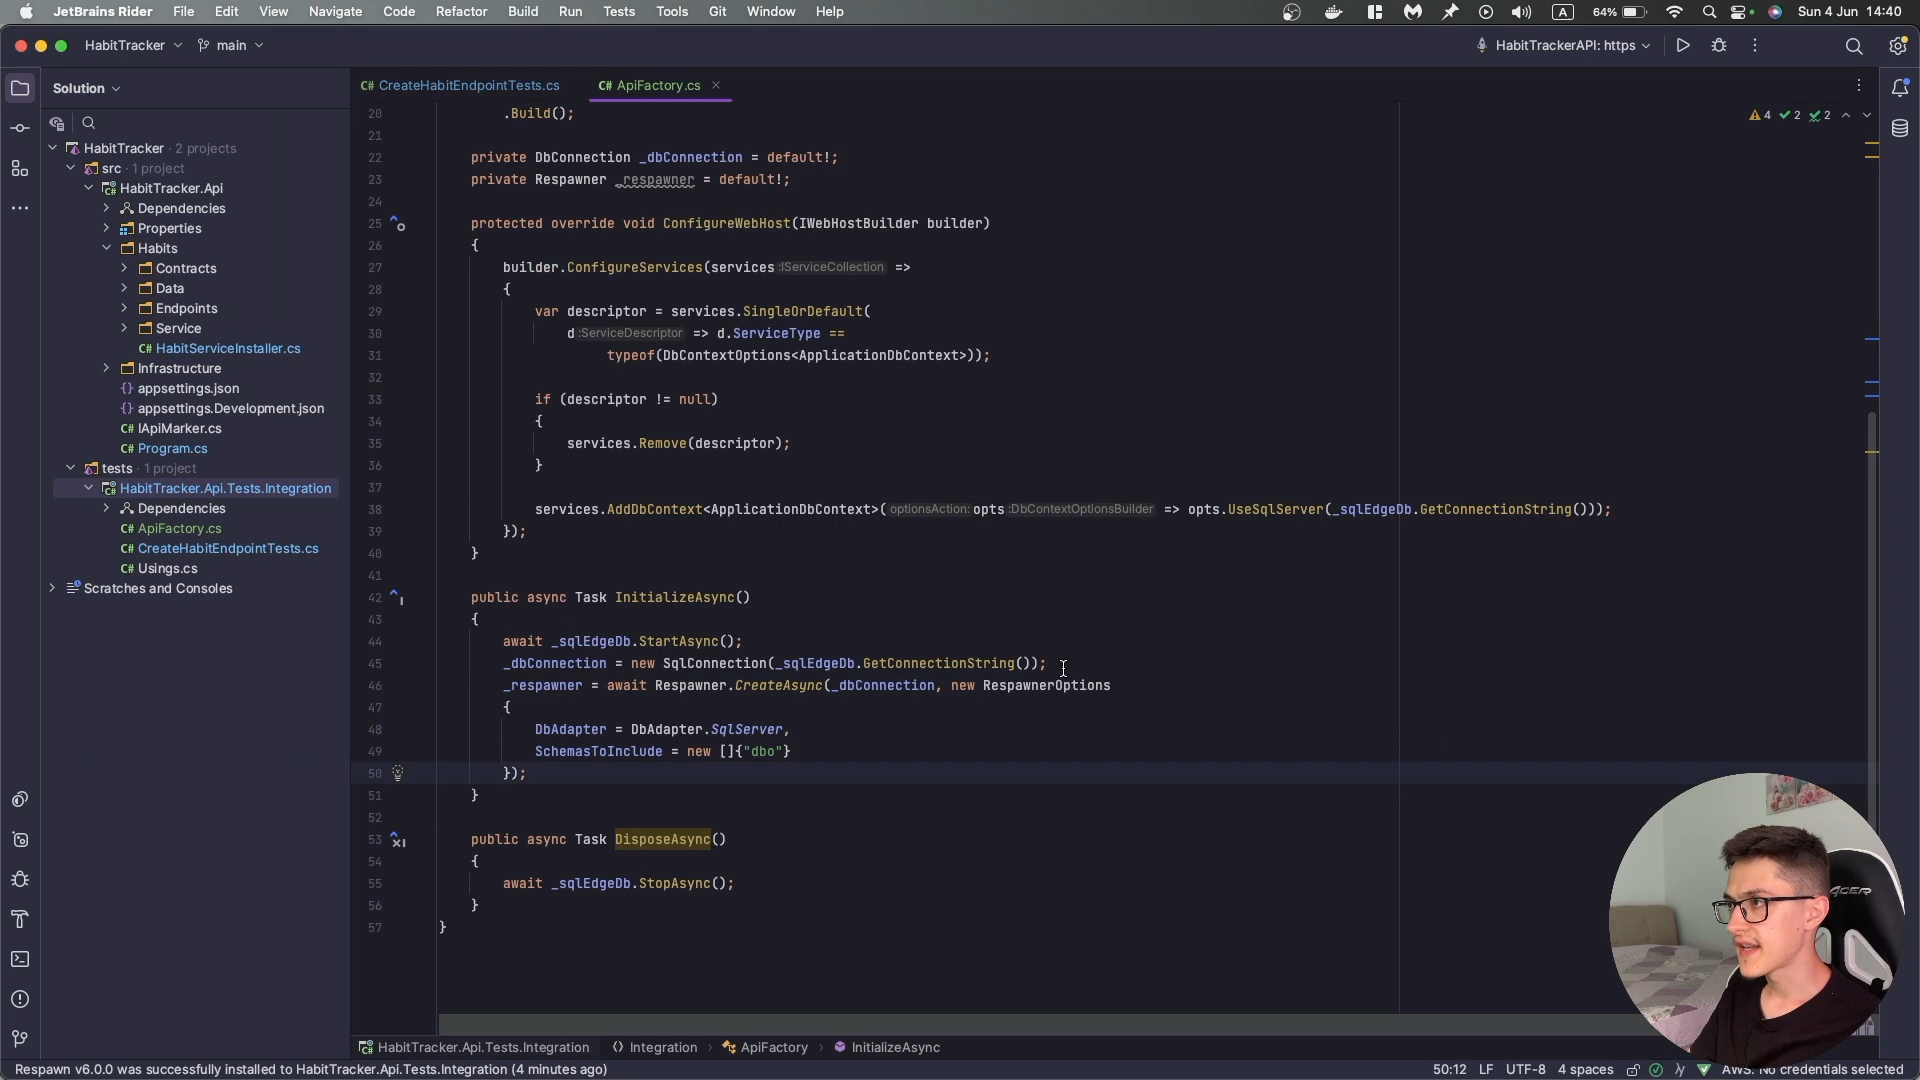 JetBrains Rider File Edit View Navigate Code Refactor Build Run Tests Tools Git Window Help A 64% Sun 4 Jun 14:40
HabitTracker main HabitTrackerAPI: https
Solution
C# CreateHabitEndpointTests.cs C# ApiFactory.cs
4 2 2
HabitTracker · 2 projects
src · 1 project
HabitTracker.Api
Dependencies
Properties
Habits
Contracts
Data
Endpoints
Service
C# HabitServiceInstaller.cs
Infrastructure
{} appsettings.json
{} appsettings.Development.json
C# IApiMarker.cs
C# Program.cs
tests · 1 project
HabitTracker.Api.Tests.Integration
Dependencies
C# ApiFactory.cs
C# CreateHabitEndpointTests.cs
C# Usings.cs
Scratches and Consoles
20 .Build();
21
22 private DbConnection _dbConnection = default!;
23 private Respawner _respawner = default!;
24
25 protected override void ConfigureWebHost(IWebHostBuilder builder)
26 {
27 builder.ConfigureServices(services :IServiceCollection =>
28 {
29 var descriptor = services.SingleOrDefault(
30 d :ServiceDescriptor => d.ServiceType ==
31 typeof(DbContextOptions<ApplicationDbContext>));
32
33 if (descriptor != null)
34 {
35 services.Remove(descriptor);
36 }
37
38 services.AddDbContext<ApplicationDbContext>( optionsAction: opts :DbContextOptionsBuilder => opts.UseSqlServer(_sqlEdgeDb.GetConnectionString()));
39 });
40 }
41
42 public async Task InitializeAsync()
43 {
44 await _sqlEdgeDb.StartAsync();
45 _dbConnection = new SqlConnection(_sqlEdgeDb.GetConnectionString());
46 _respawner = await Respawner.CreateAsync(_dbConnection, new RespawnerOptions
47 {
48 DbAdapter = DbAdapter.SqlServer,
49 SchemasToInclude = new []{"dbo"}
50 });
51 }
52
53 public async Task DisposeAsync()
54 {
55 await _sqlEdgeDb.StopAsync();
56 }
57 }
acer
HabitTracker.Api.Tests.Integration Integration ApiFactory InitializeAsync
Respawn v6.0.0 was successfully installed to HabitTracker.Api.Tests.Integration (4 minutes ago) 50:12 LF UTF-8 4 spaces AWS: No credentials selected